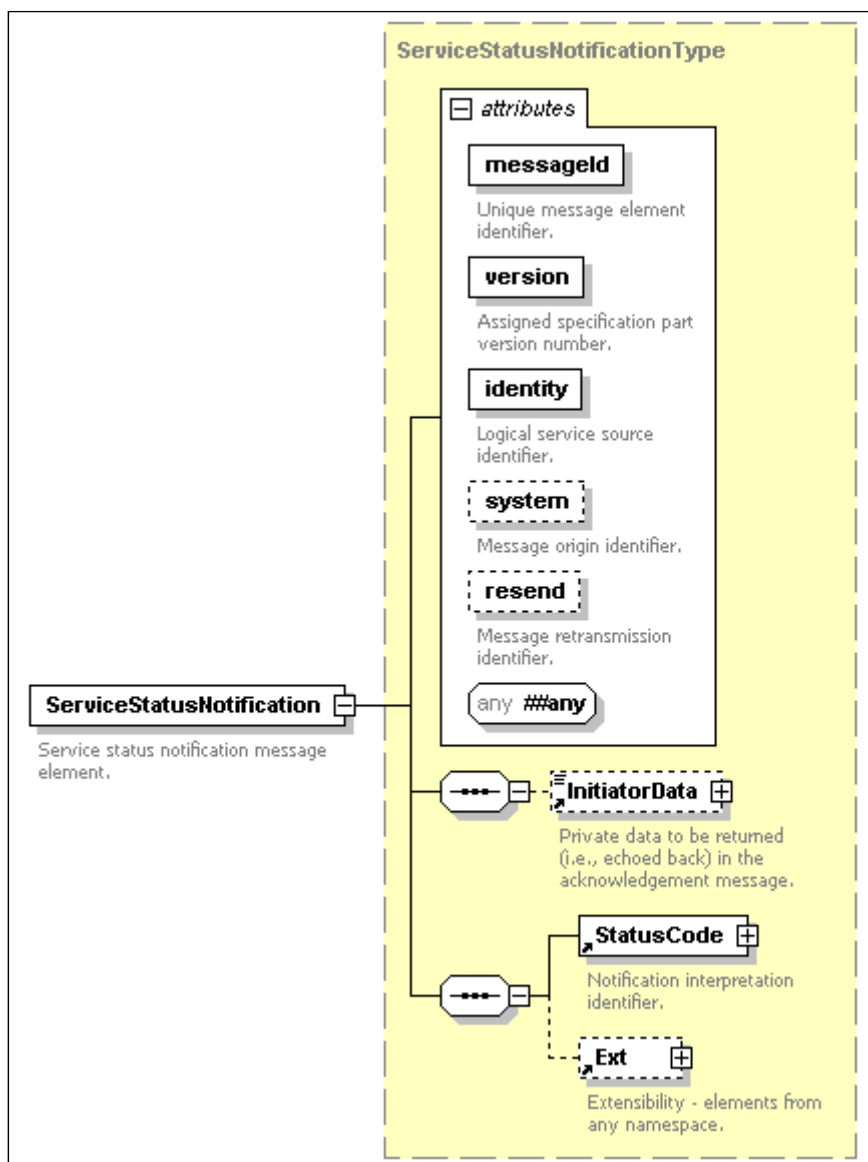 ServiceStatusNotificationType
attributes
messageId
Unique message element
identifier.
version
Assigned specification part
version number.
identity
Logical service source
identifier.
system
Message origin identifier.
resend
Message retransmission
identifier.
any ##any
ServiceStatusNotification
Service status notification message
element.
InitiatorData
Private data to be returned
(i.e., echoed back) in the
acknowledgement message.
StatusCode
Notification interpretation
identifier.
Ext
Extensibility - elements from
any namespace.